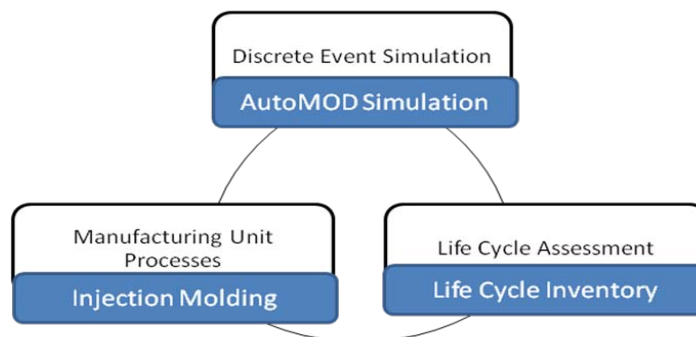 Discrete Event Simulation
AutoMOD Simulation
Manufacturing Unit
Processes
Injection Molding
Life Cycle Assessment
Life Cycle Inventory